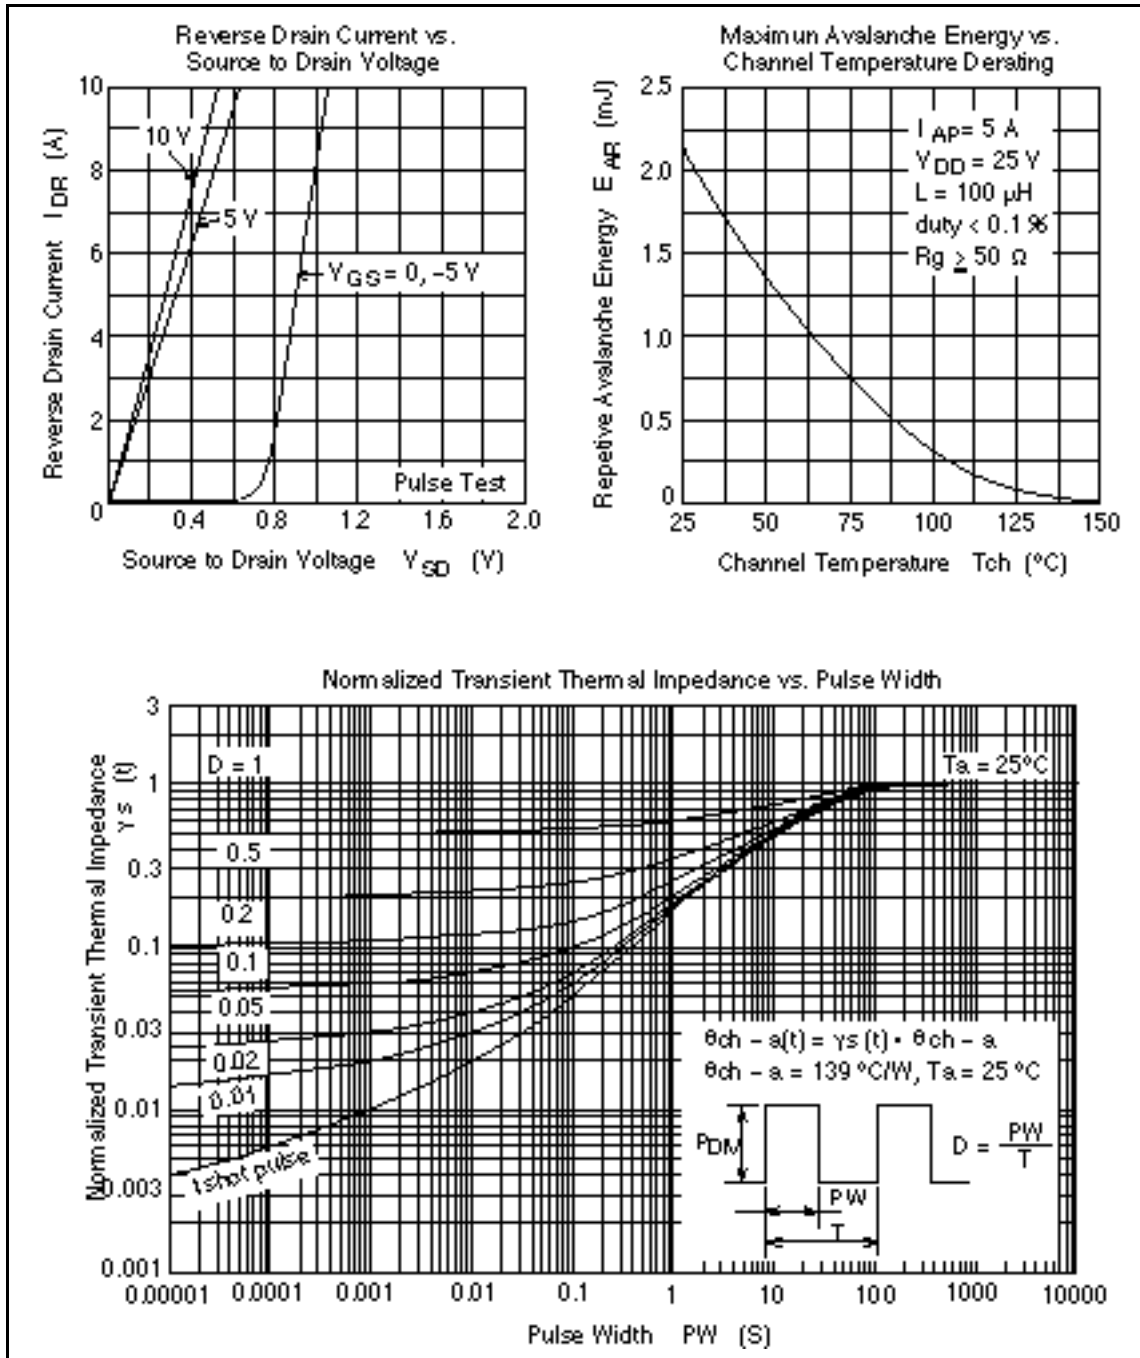 Reverse Drain Current vs.
Source to Drain Voltage
Reverse Drain Current I DR (A)
10
8
6
4
2
0
10 V
5 V
V GS = 0, –5 V
Pulse Test
0.4
0.8
1.2
1.6
2.0
Source to Drain Voltage V SD (V)
Maximun Avalanche Energy vs.
Channel Temperature Derating
Repetive Avalanche Energy E AR (mJ)
2.5
2.0
1.5
1.0
0.5
0
I AP = 5 A
V DD = 25 V
L = 100 µH
duty < 0.1 %
Rg ≥ 50 Ω
25
50
75
100
125
150
Channel Temperature Tch (°C)
Normalized Transient Thermal Impedance vs. Pulse Width
Normalized Transient Thermal Impedance
γ s (t)
3
1
0.3
0.1
0.03
0.01
0.003
0.001
D = 1
0.5
0.2
0.1
0.05
0.02
0.01
1shot pulse
Ta = 25°C
θch – a(t) = γs (t) • θch – a
θch – a = 139 °C/W, Ta = 25 °C
PDM
D = PW
T
PW
T
0.00001
0.0001
0.001
0.01
0.1
1
10
100
1000
10000
Pulse Width PW (S)